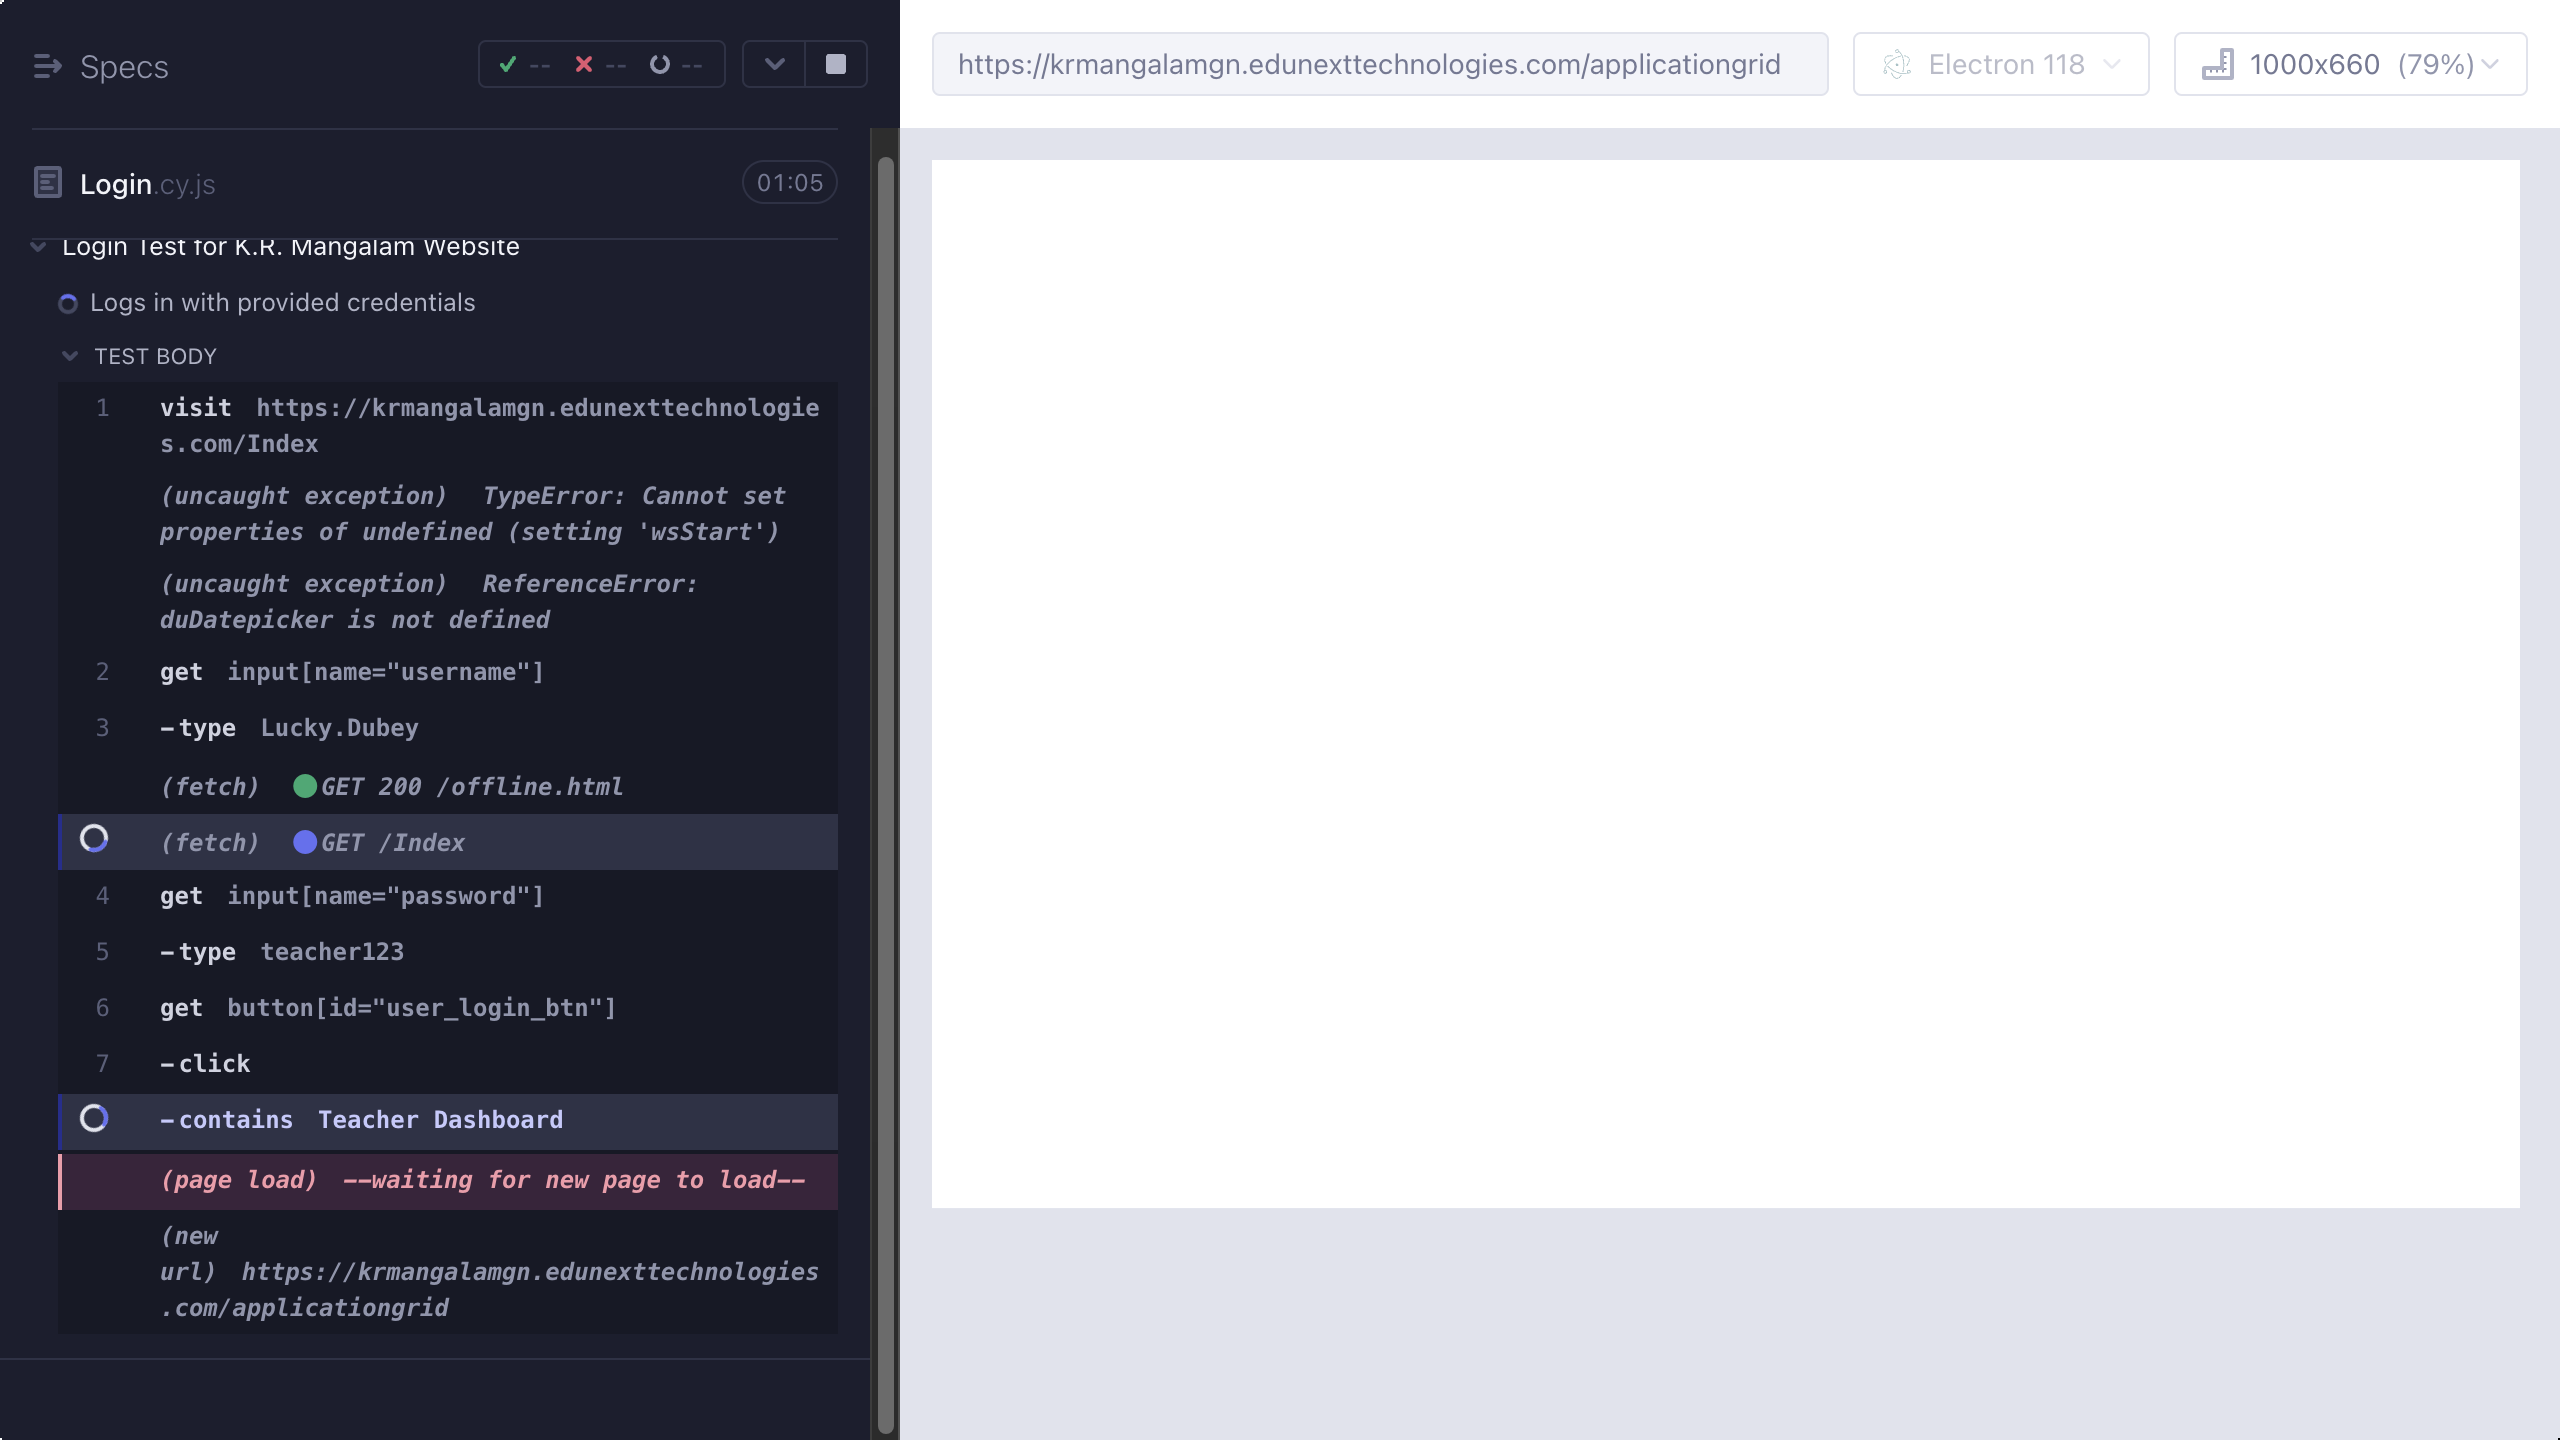 Specs
-- -- --
Login.cy.js
01:05
Login Test for K.R. Mangalam Website
Logs in with provided credentials
TEST BODY
1 visit https://krmangalamgn.edunexttechnologie
s.com/Index
(uncaught exception) TypeError: Cannot set
properties of undefined (setting 'wsStart')
(uncaught exception) ReferenceError:
duDatepicker is not defined
2 get input[name="username"]
3 -type Lucky.Dubey
(fetch) GET 200 /offline.html
(fetch) GET /Index
4 get input[name="password"]
5 -type teacher123
6 get button[id="user_login_btn"]
7 -click
-contains Teacher Dashboard
(page load) --waiting for new page to load--
(new
url) https://krmangalamgn.edunexttechnologies
.com/applicationgrid
https://krmangalamgn.edunexttechnologies.com/applicationgrid
Electron 118
1000x660 (79%)